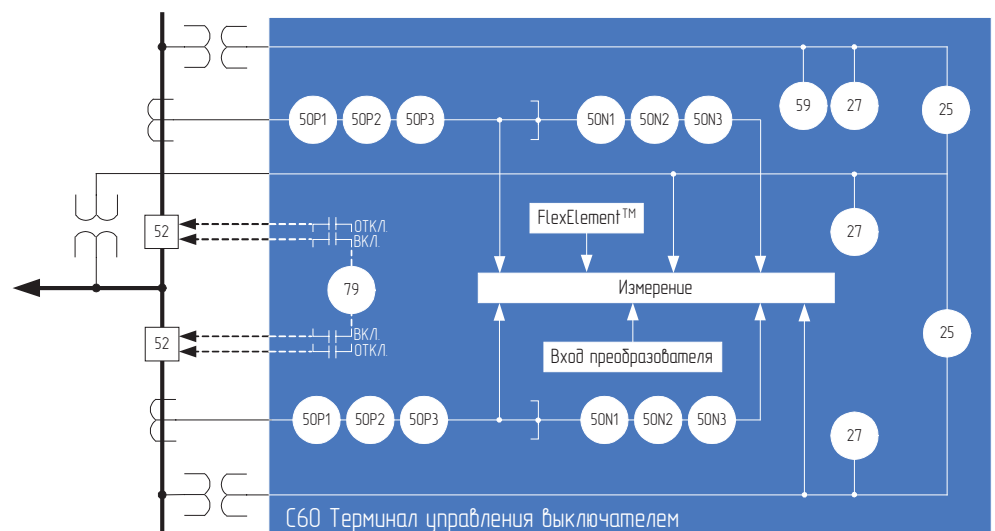 59
27
25
50P1
50P2
50P3
50N1
50N2
50N3
52
ОТКЛ.
ВКЛ.
FlexElement™
27
79
Измерение
52
ВКЛ.
ОТКЛ.
Вход преобразователя
25
50P1
50P2
50P3
50N1
50N2
50N3
27
C60 Терминал управления выключателем